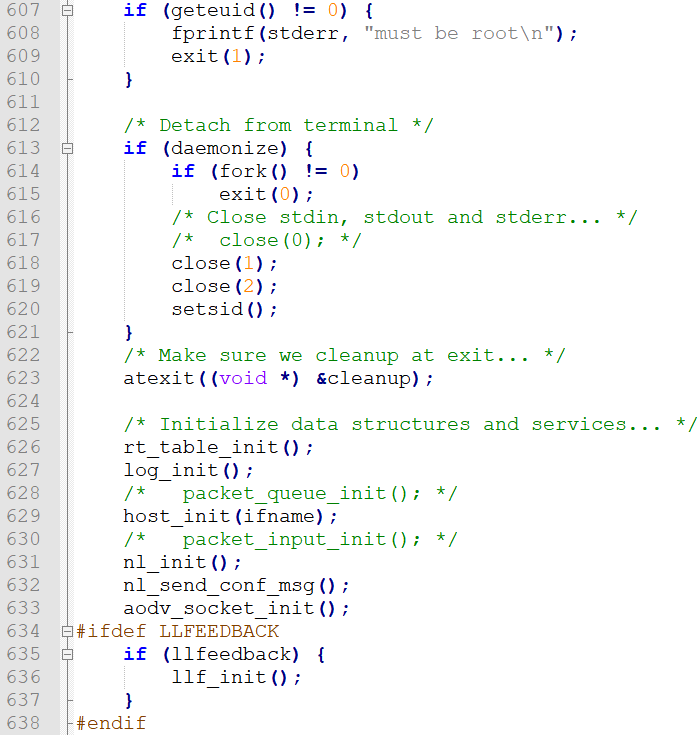 607 if (geteuid() != 0) {
608 fprintf(stderr, "must be root\n");
609 exit(1);
610 }
611
612 /* Detach from terminal */
613 if (daemonize) {
614 if (fork() != 0)
615 exit(0);
616 /* Close stdin, stdout and stderr... */
617 /*  close(0); */
618 close(1);
619 close(2);
620 setsid();
621 }
622 /* Make sure we cleanup at exit... */
623 atexit((void *) &cleanup);
624
625 /* Initialize data structures and services... */
626 rt_table_init();
627 log_init();
628 /*   packet_queue_init(); */
629 host_init(ifname);
630 /*   packet_input_init(); */
631 nl_init();
632 nl_send_conf_msg();
633 aodv_socket_init();
634 #ifdef LLFEEDBACK
635 if (llfeedback) {
636 llf_init();
637 }
638 #endif